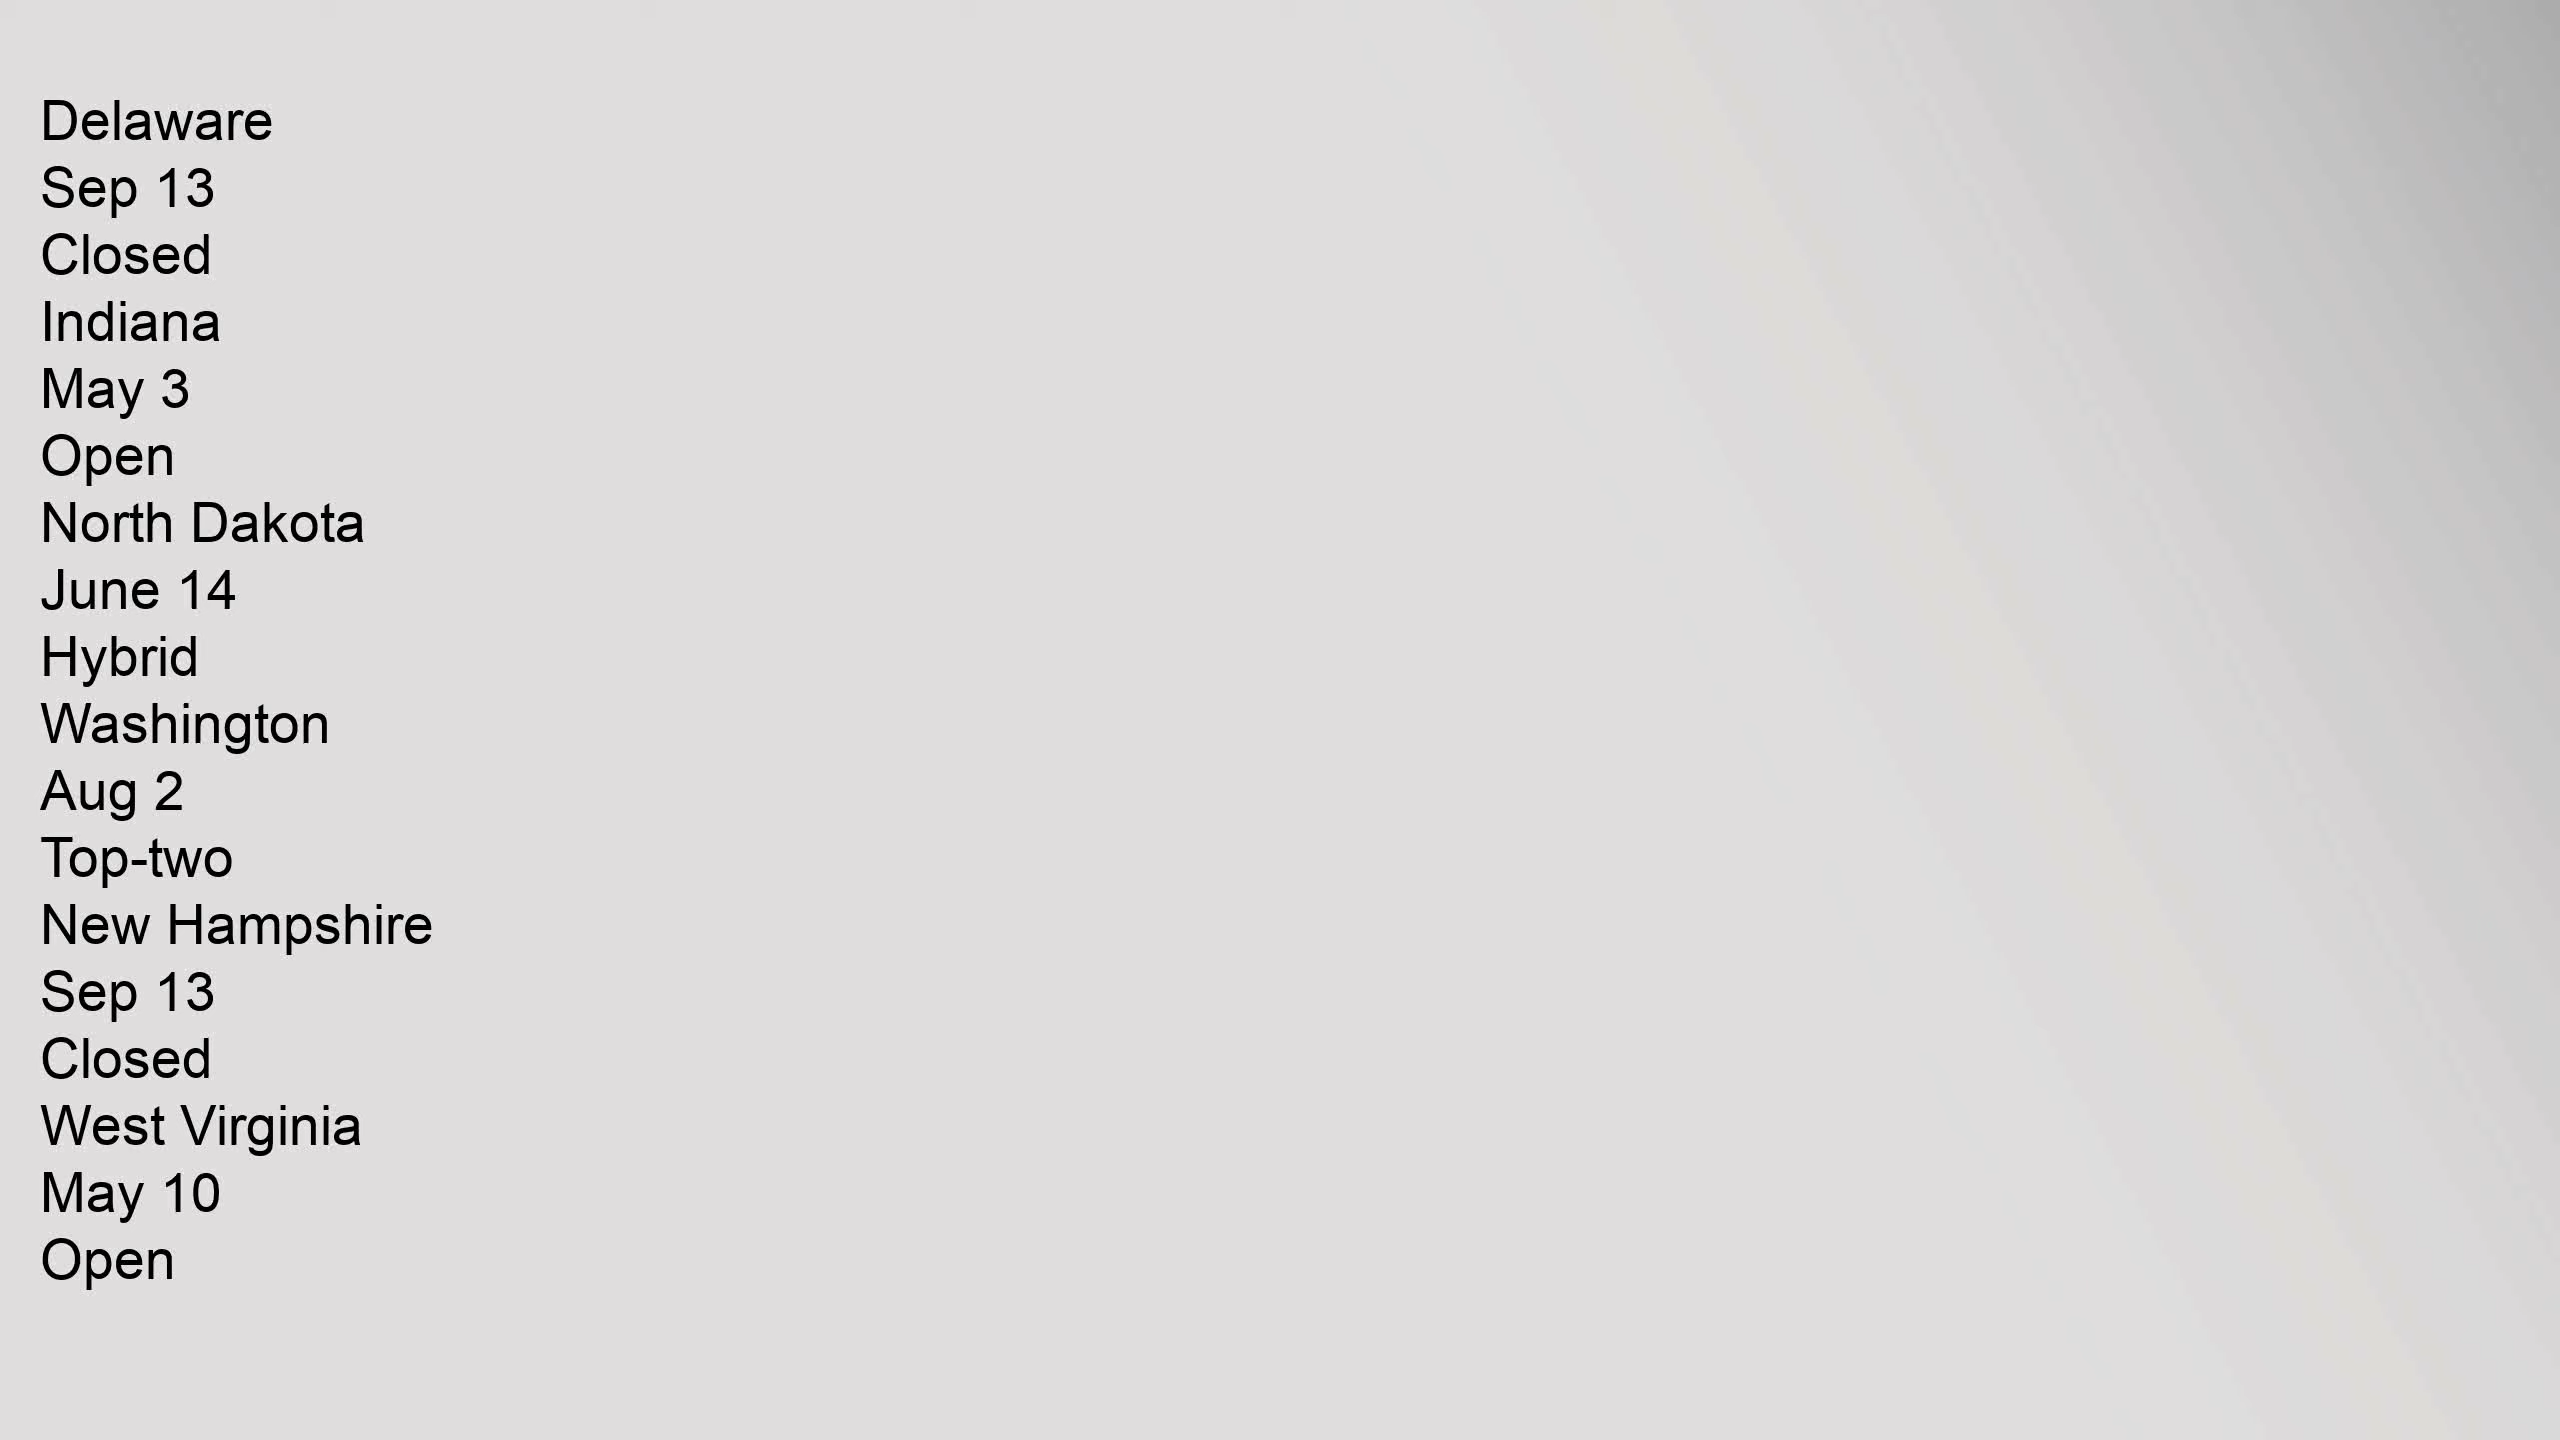 Delaware
Sep 13
Closed
Indiana
May 3
Open
North Dakota
June 14
Hybrid
Washington
Aug 2
Top-two
New Hampshire
Sep 13
Closed
West Virginia
May 10
Open